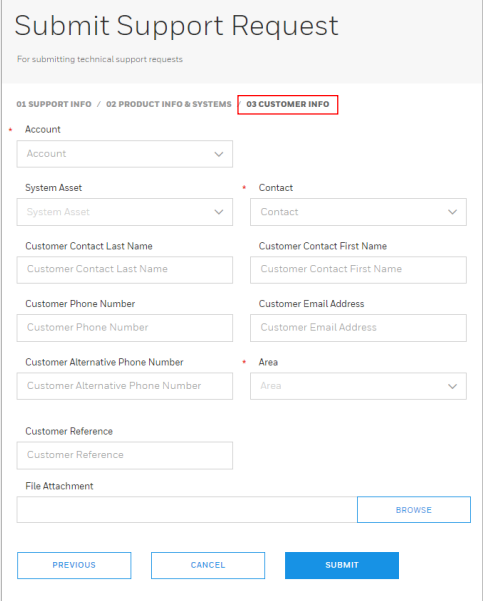 Submit Support Request
For submitting technical support requests
01 SUPPORT INFO / 02 PRODUCT INFO & SYSTEMS / 03 CUSTOMER INFO
* Account
Account
System Asset * Contact
System Asset Contact
Customer Contact Last Name Customer Contact First Name
Customer Contact Last Name Customer Contact First Name
Customer Phone Number Customer Email Address
Customer Phone Number Customer Email Address
Customer Alternative Phone Number * Area
Customer Alternative Phone Number Area
Customer Reference
Customer Reference
File Attachment
BROWSE
PREVIOUS CANCEL SUBMIT